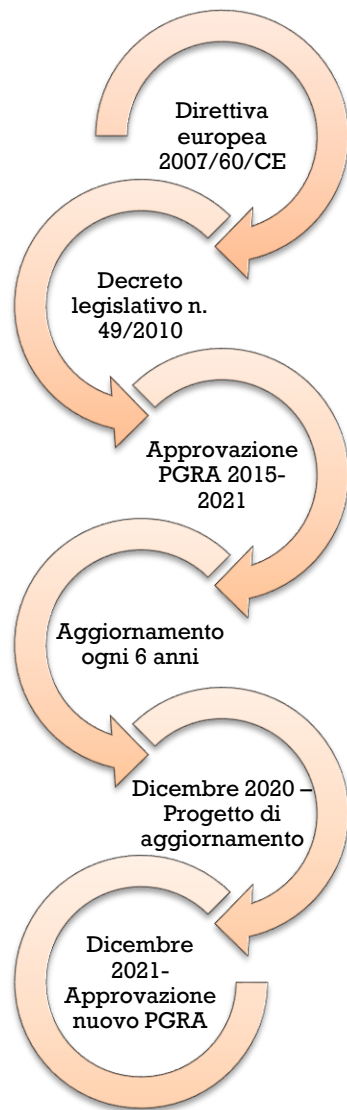 Direttiva
europea
2007/60/CE
Decreto
legislativo n.
49/2010
Approvazione
PGRA 2015-
2021
Aggiornamento
ogni 6 anni
Dicembre 2020 –
Progetto di
aggiornamento
Dicembre
2021-
Approvazione
nuovo PGRA